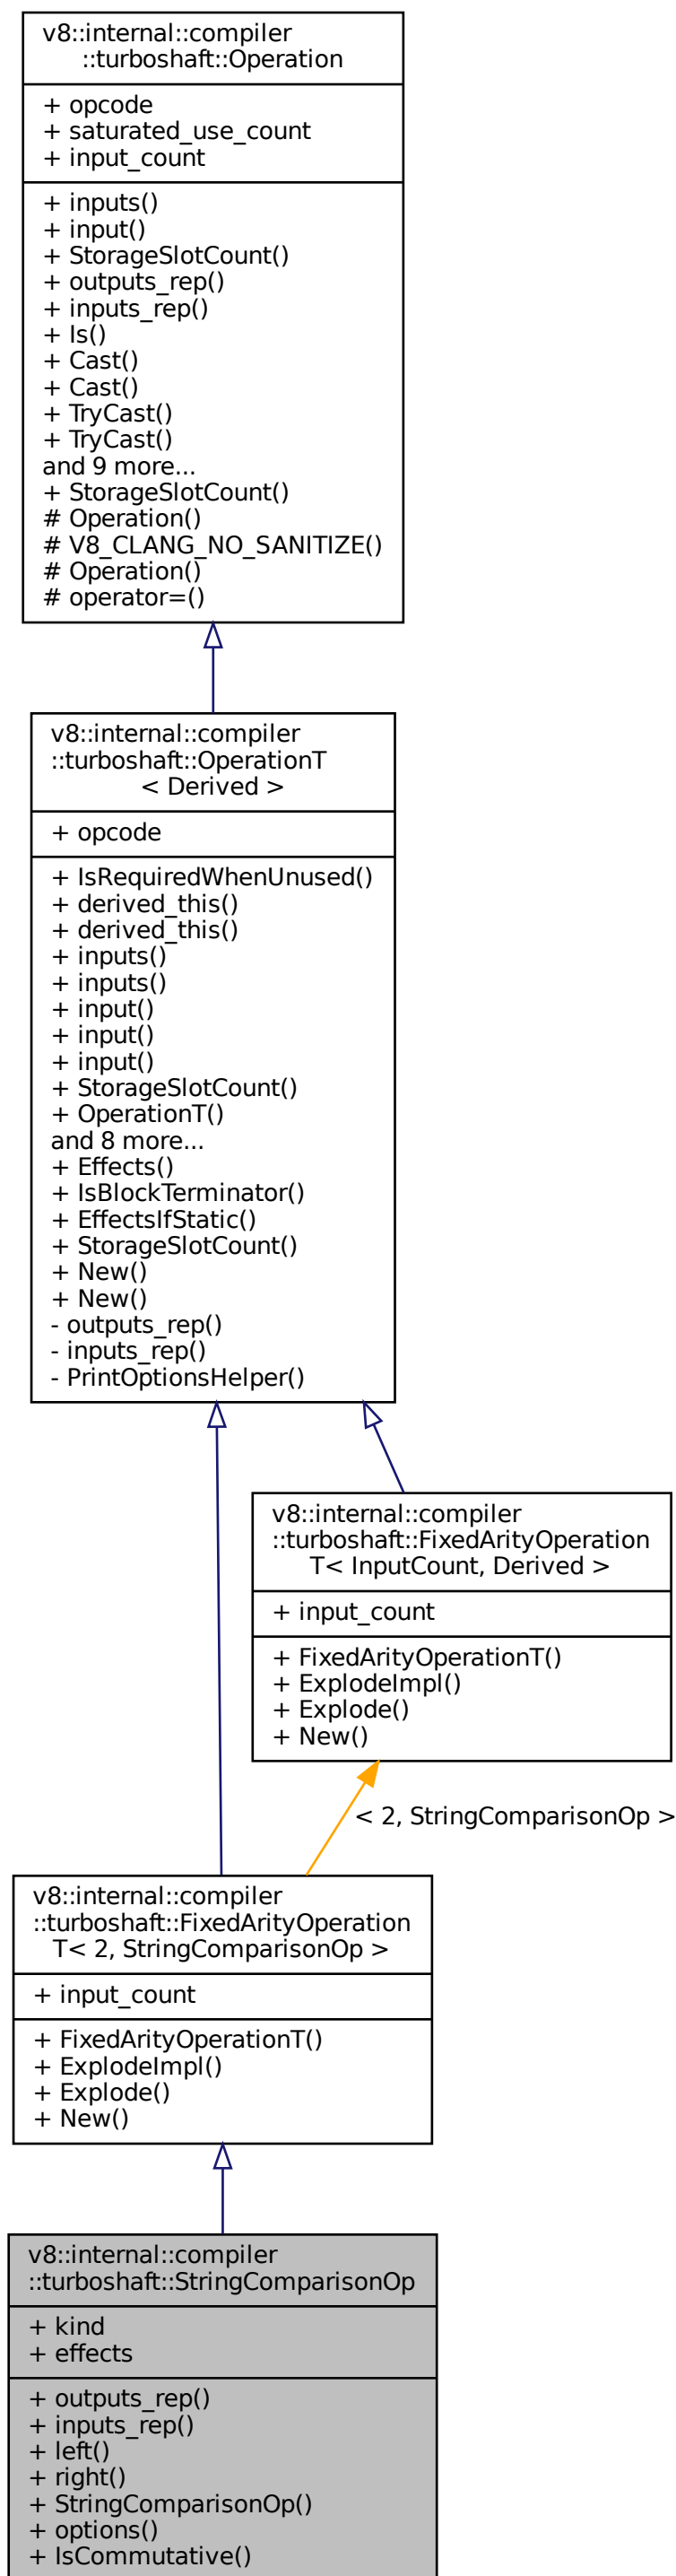 v8::internal::compiler
::turboshaft::Operation
+ opcode
+ saturated_use_count
+ input_count
+ inputs()
+ input()
+ StorageSlotCount()
+ outputs_rep()
+ inputs_rep()
+ Is()
+ Cast()
+ Cast()
+ TryCast()
+ TryCast()
and 9 more...
+ StorageSlotCount()
# Operation()
# V8_CLANG_NO_SANITIZE()
# Operation()
# operator=()
v8::internal::compiler
::turboshaft::OperationT
< Derived >
+ opcode
+ IsRequiredWhenUnused()
+ derived_this()
+ derived_this()
+ inputs()
+ inputs()
+ input()
+ input()
+ input()
+ StorageSlotCount()
+ OperationT()
and 8 more...
+ Effects()
+ IsBlockTerminator()
+ EffectsIfStatic()
+ StorageSlotCount()
+ New()
+ New()
- outputs_rep()
- inputs_rep()
- PrintOptionsHelper()
v8::internal::compiler
::turboshaft::FixedArityOperation
T< InputCount, Derived >
+ input_count
+ FixedArityOperationT()
+ ExplodeImpl()
+ Explode()
+ New()
< 2, StringComparisonOp >
v8::internal::compiler
::turboshaft::FixedArityOperation
T< 2, StringComparisonOp >
+ input_count
+ FixedArityOperationT()
+ ExplodeImpl()
+ Explode()
+ New()
v8::internal::compiler
::turboshaft::StringComparisonOp
+ kind
+ effects
+ outputs_rep()
+ inputs_rep()
+ left()
+ right()
+ StringComparisonOp()
+ options()
+ IsCommutative()